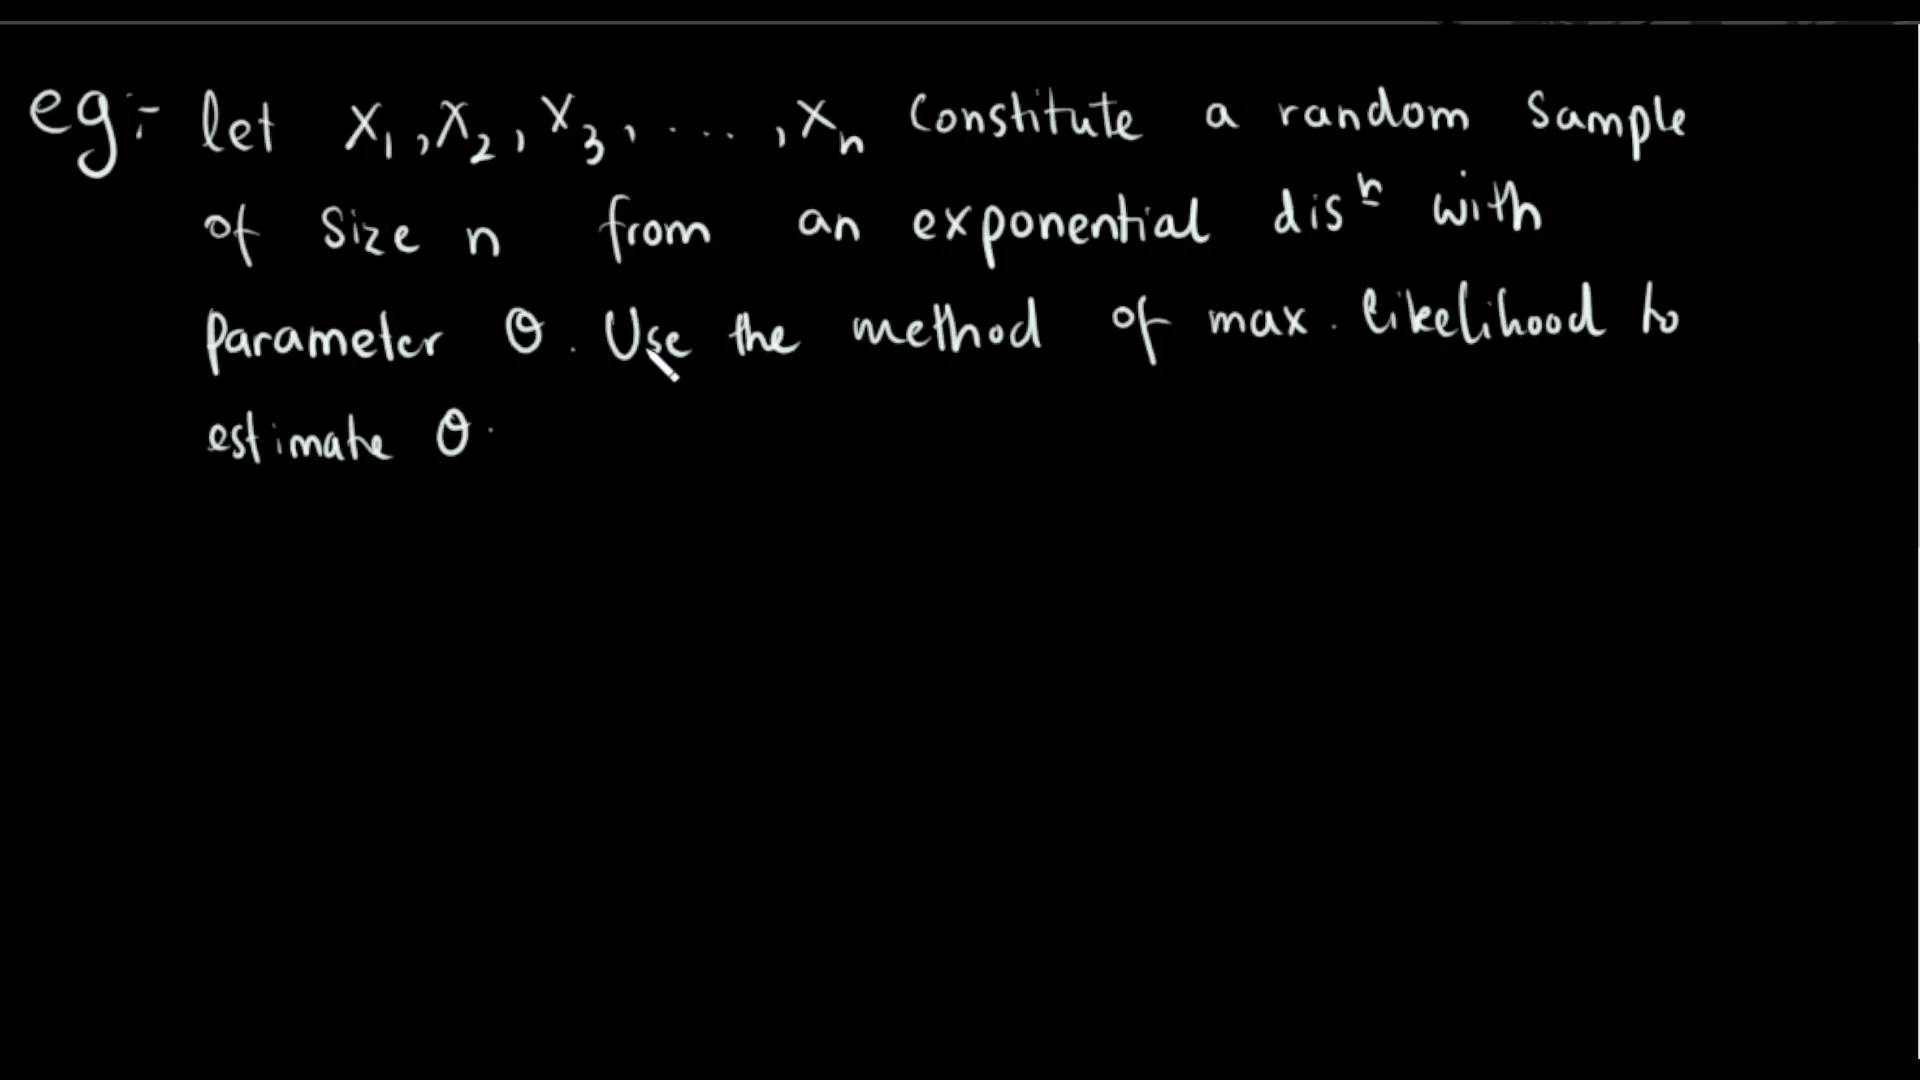 eg:- let X₁, X₂, X₃, ...., Xₙ constitute a random sample
of size n from an exponential disⁿ with
parameter θ. Use the method of max. likelihood to
estimate θ.